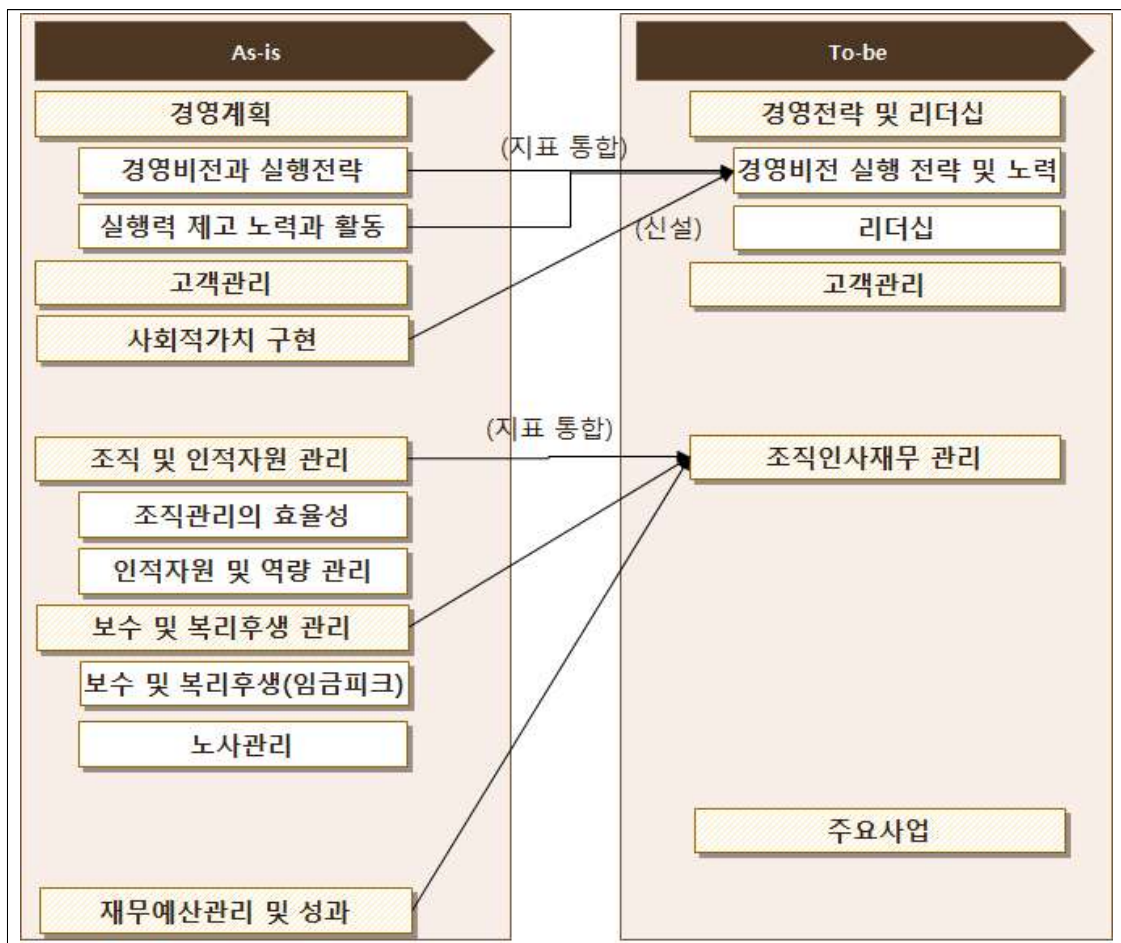 As-is
경영계획
경영비전과 실행전략
실행력 제고 노력과 활동
고객관리
사회적가치 구현
조직 및 인적자원 관리
조직관리의 효율성
인적자원 및 역량 관리
보수 및 복리후생 관리
보수 및 복리후생(임금피크)
노사관리
재무예산관리 및 성과
(지표 통합)
(신설)
(지표 통합)
To-be
경영전략 및 리더십
경영비전 실행 전략 및 노력
리더십
고객관리
조직인사재무 관리
주요사업